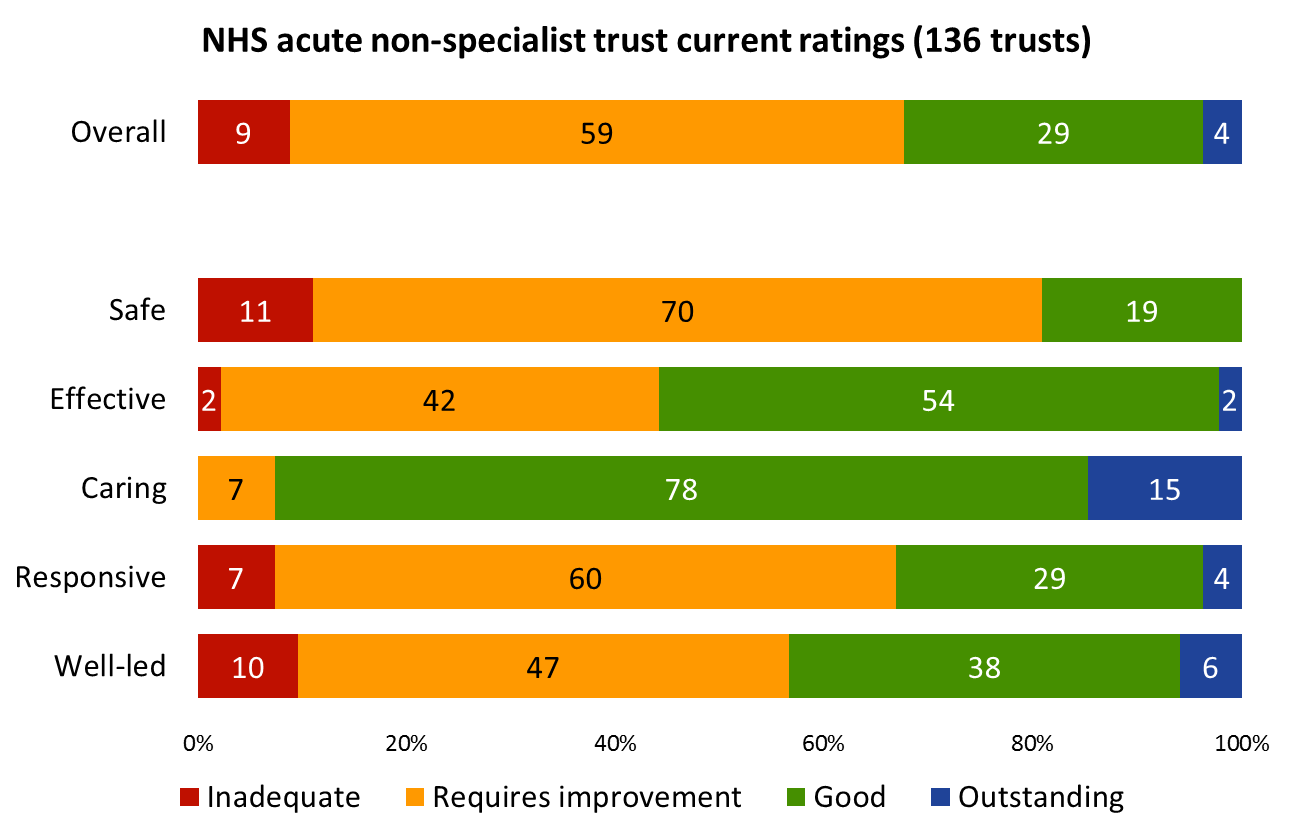 NHS acute non-specialist trust current ratings (136 trusts)
Overall 9 59 29 4
Safe 11 70 19
Effective 2 42 54 2
Caring 7 78 15
Responsive 7 60 29 4
Well-led 10 47 38 6
0% 20% 40% 60% 80% 100%
Inadequate Requires improvement Good Outstanding